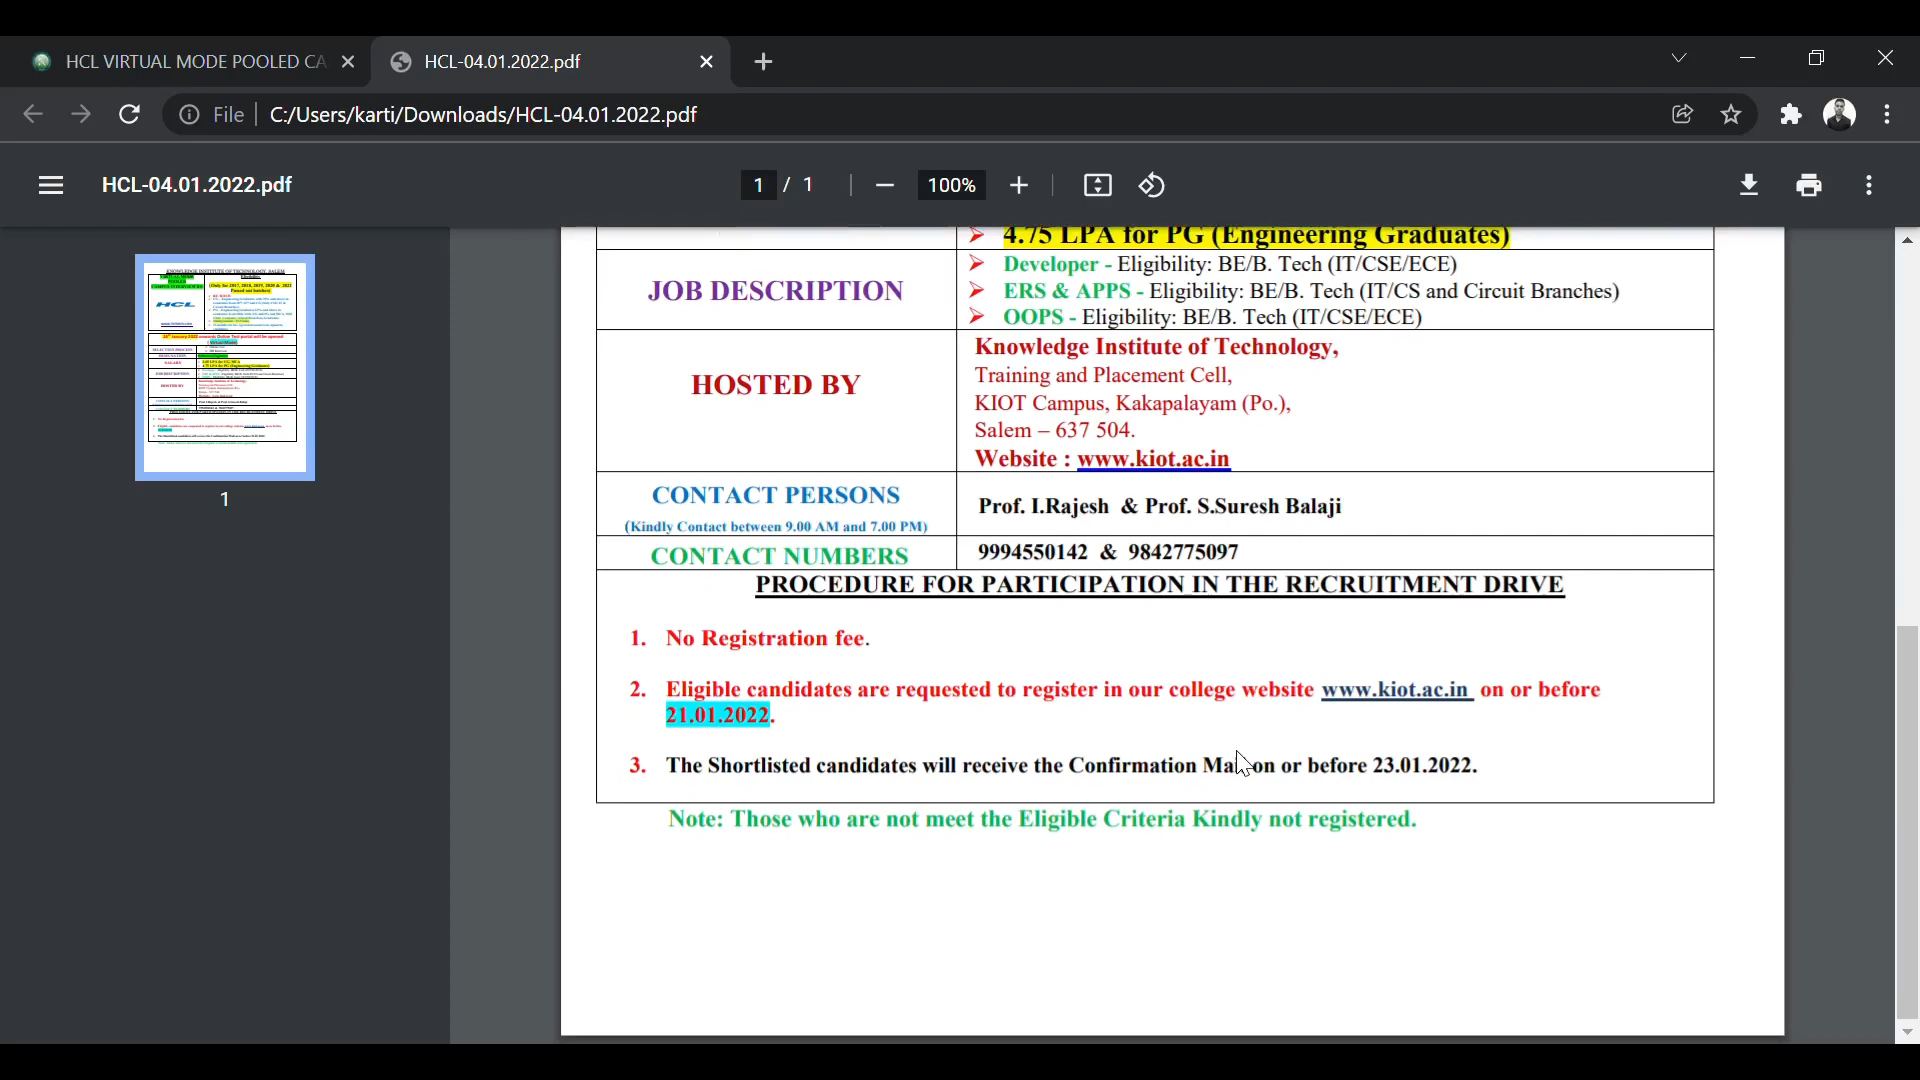 HCL VIRTUAL MODE POOLED CA
HCL-04.01.2022.pdf
File
C:/Users/karti/Downloads/HCL-04.01.2022.pdf
HCL-04.01.2022.pdf
1 / 1
100%
4.75 LPA for PG (Engineering Graduates)
JOB DESCRIPTION
Developer - Eligibility: BE/B. Tech (IT/CSE/ECE)
ERS & APPS - Eligibility: BE/B. Tech (IT/CS and Circuit Branches)
OOPS - Eligibility: BE/B. Tech (IT/CSE/ECE)
HOSTED BY
Knowledge Institute of Technology,
Training and Placement Cell,
KIOT Campus, Kakapalayam (Po.),
Salem – 637 504.
Website : www.kiot.ac.in
CONTACT PERSONS
(Kindly Contact between 9.00 AM and 7.00 PM)
Prof. I.Rajesh & Prof. S.Suresh Balaji
CONTACT NUMBERS
9994550142 & 9842775097
PROCEDURE FOR PARTICIPATION IN THE RECRUITMENT DRIVE
1. No Registration fee.
2. Eligible candidates are requested to register in our college website www.kiot.ac.in on or before
21.01.2022.
3. The Shortlisted candidates will receive the Confirmation Mail on or before 23.01.2022.
Note: Those who are not meet the Eligible Criteria Kindly not registered.
KNOWLEDGE INSTITUTE OF TECHNOLOGY, SALEM
HCL
1